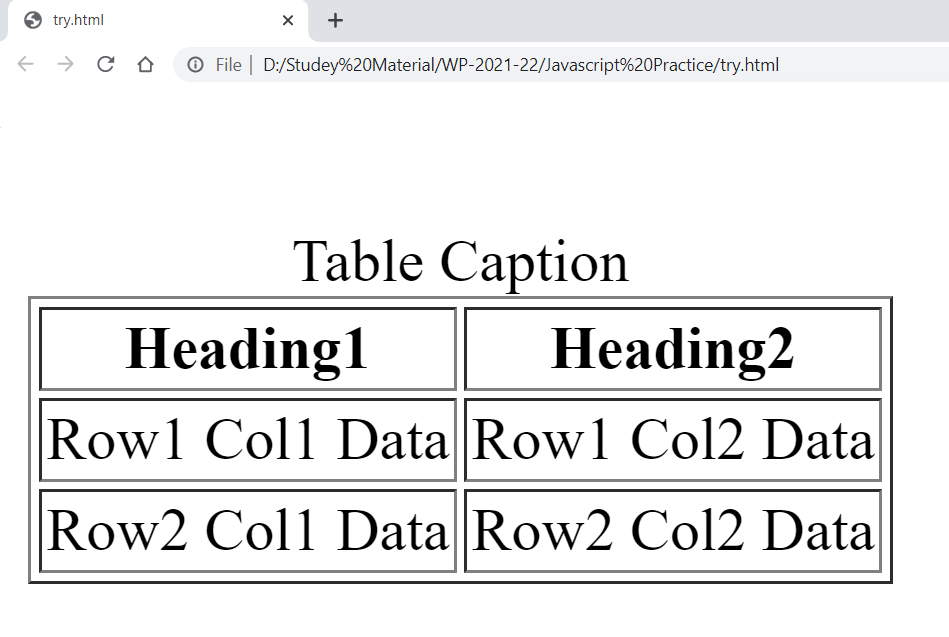 try.html
File | D:/Studey%20Material/WP-2021-22/Javascript%20Practice/try.html
Table Caption
Heading1 Heading2
Row1 Col1 Data Row1 Col2 Data
Row2 Col1 Data Row2 Col2 Data